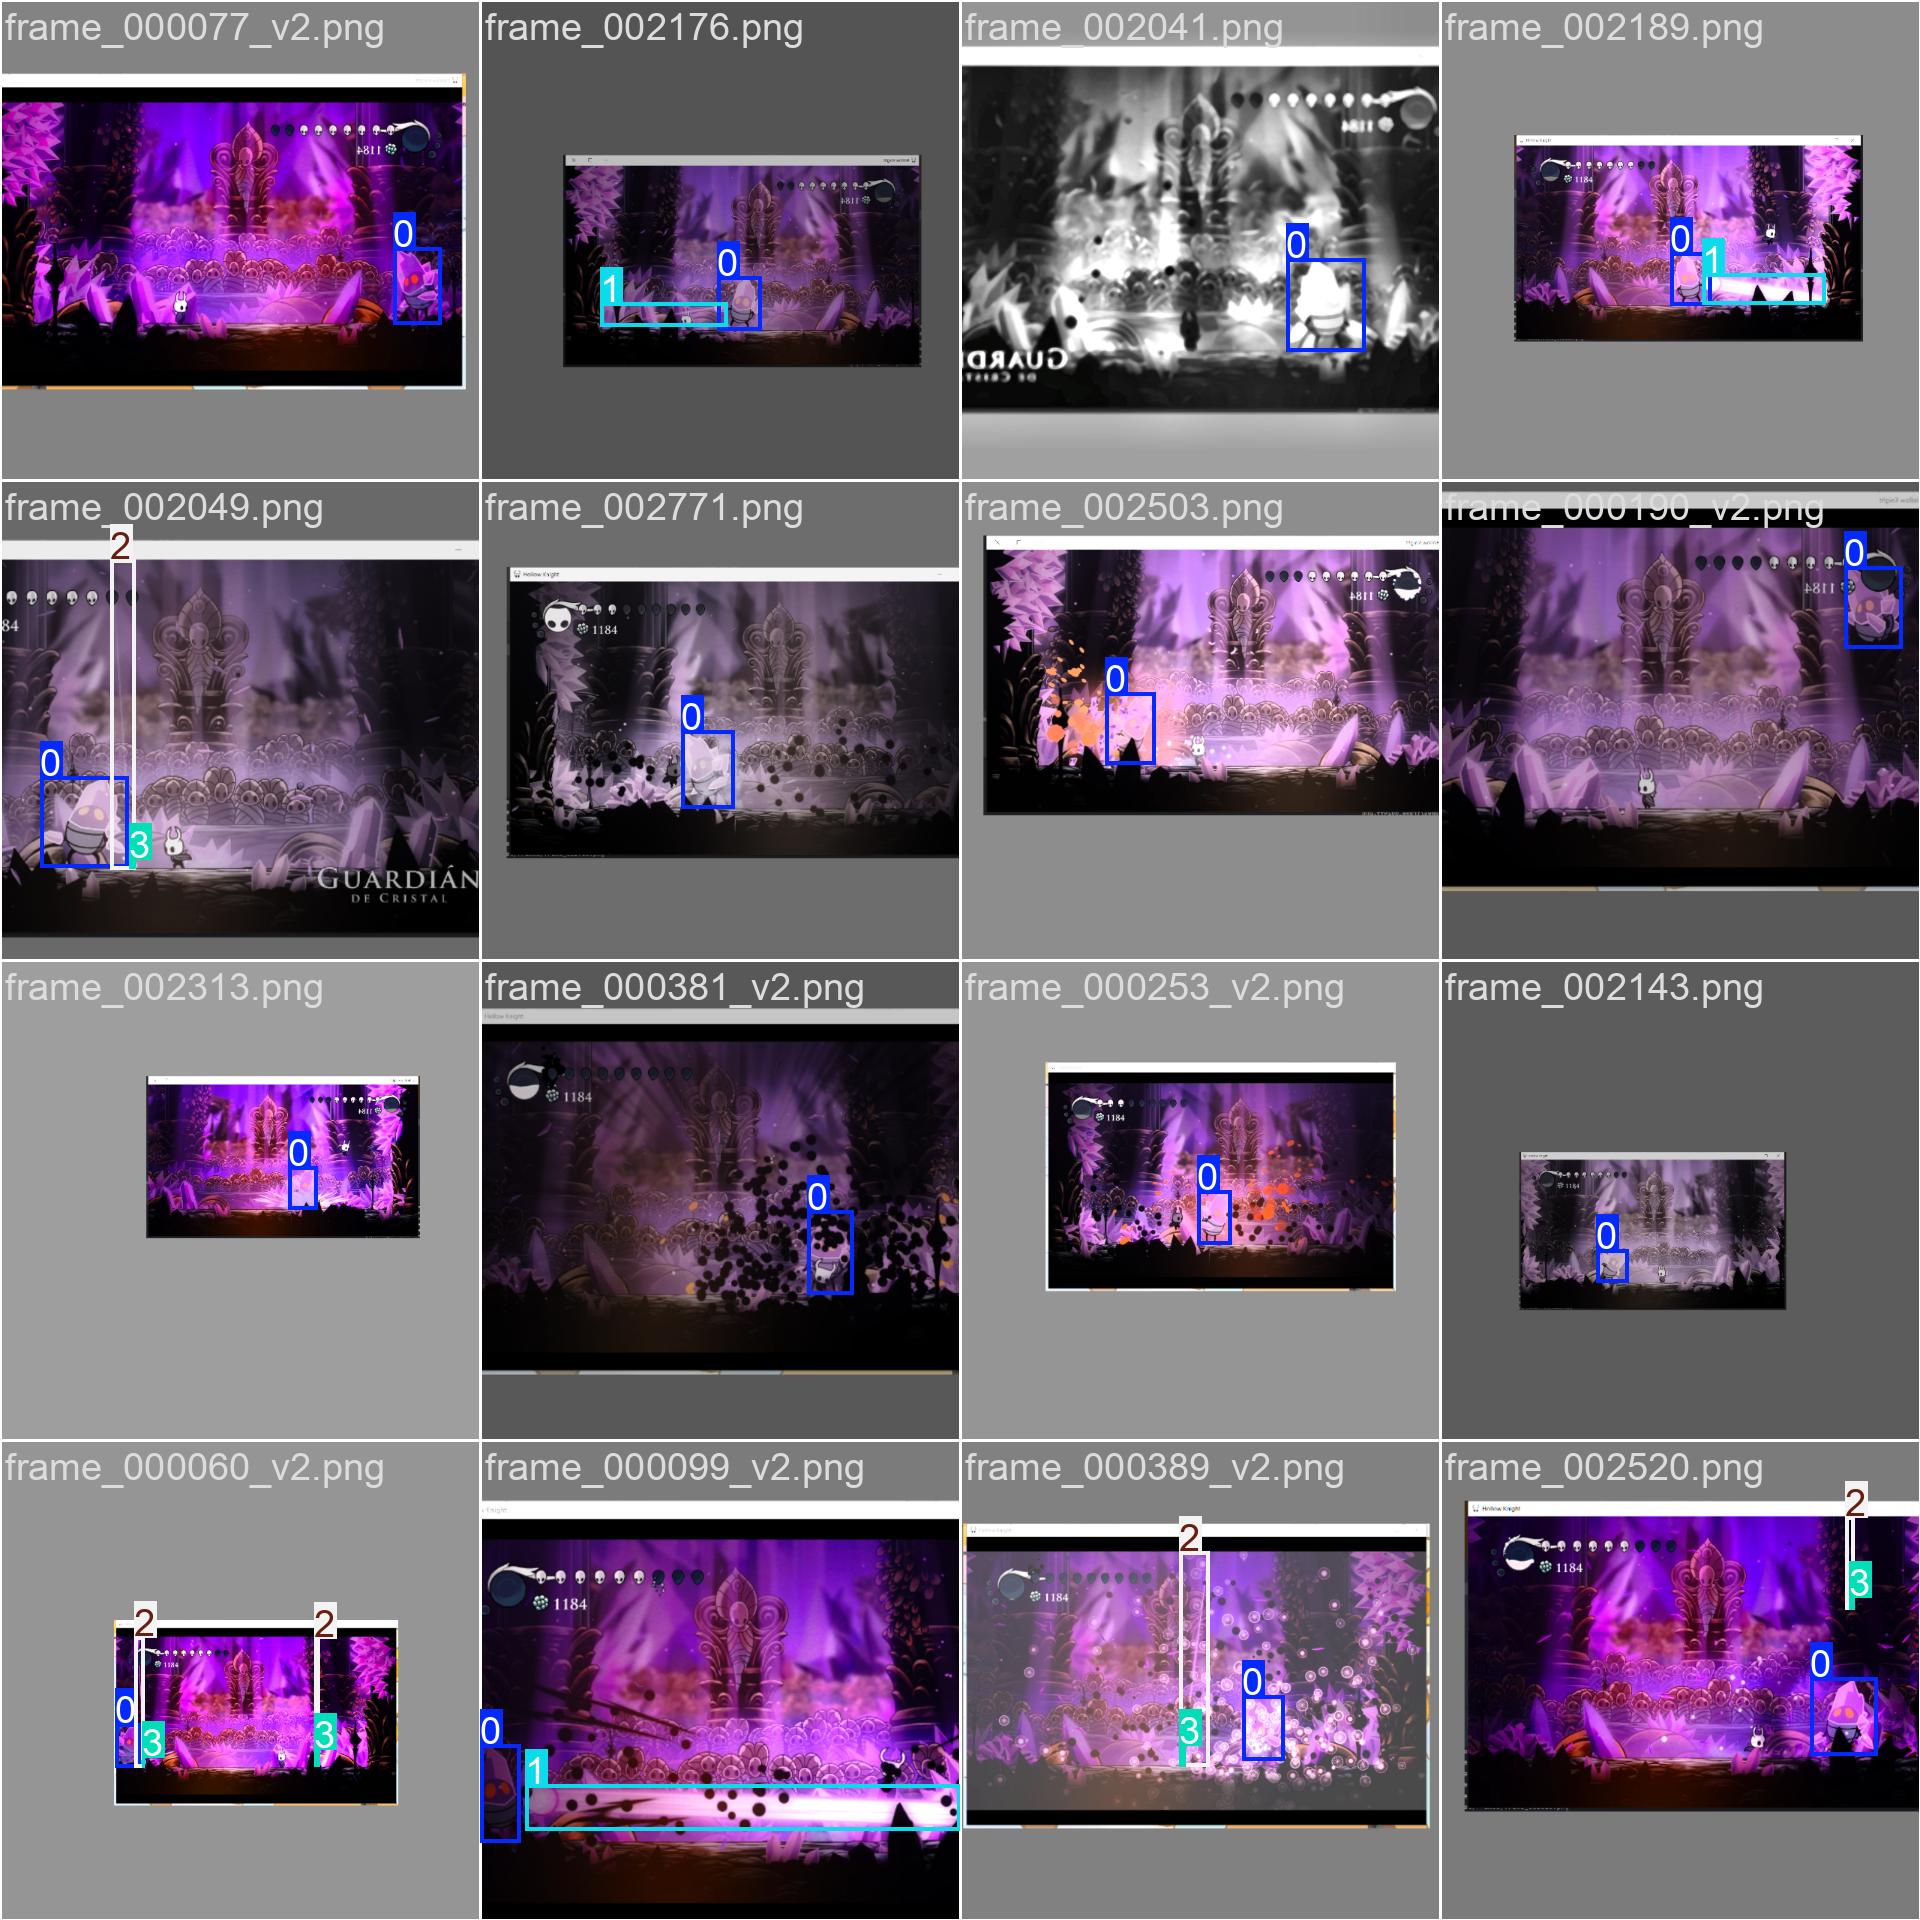 frame_000077_v2.png
frame_002176.png
frame_002041.png
frame_002189.png
1184
1184
1184
Hollow Knight
1184
0
1
0
0
0
1
GUARD
DE CRISTA
frame_002049.png
frame_002771.png
frame_002503.png
frame_000190_v2.png
2
Hollow Knight
Hollow Knight
84
1184
1184
1184
0
0
0
0
3
GUARDIÁN
DE CRISTAL
frame_002313.png
frame_000381_v2.png
frame_000253_v2.png
frame_002143.png
Hollow Knight
1184
1184
1184
1184
0
0
0
0
frame_000060_v2.png
frame_000099_v2.png
frame_000389_v2.png
frame_002520.png
2
2
2
2
Hollow Knight
1184
1184
1184
1184
0
3
3
0
1
0
3
0
3